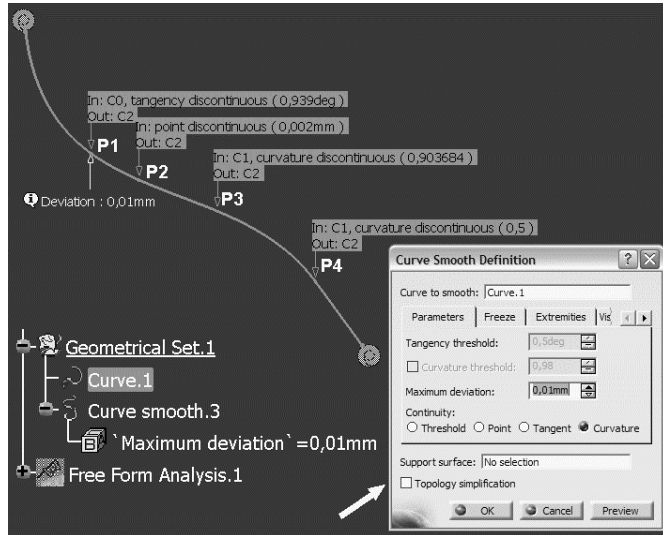 In: C0, tangency discontinuous ( 0,939deg )
Out: C2
P1
In: point discontinuous ( 0,002mm )
Out: C2
P2
In: C1, curvature discontinuous ( 0,903684 )
Out: C2
P3
Deviation : 0,01mm
In: C1, curvature discontinuous ( 0,5 )
Out: C2
P4
Geometrical Set.1
Curve.1
Curve smooth.3
`Maximum deviation`=0,01mm
Free Form Analysis.1
Curve Smooth Definition
Curve to smooth: Curve.1
Parameters Freeze Extremities Vis
Tangency threshold: 0,5deg
Curvature threshold: 0,98
Maximum deviation: 0,01mm
Continuity:
Threshold Point Tangent Curvature
Support surface: No selection
Topology simplification
OK Cancel Preview